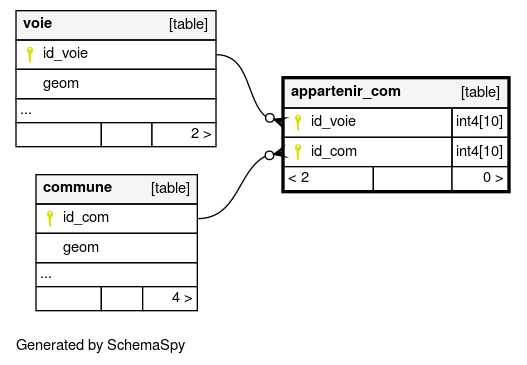 voie [table]
id_voie
geom
...
2 >
appartenir_com [table]
id_voie int4[10]
id_com int4[10]
< 2 0 >
commune [table]
id_com
geom
...
4 >
Generated by SchemaSpy